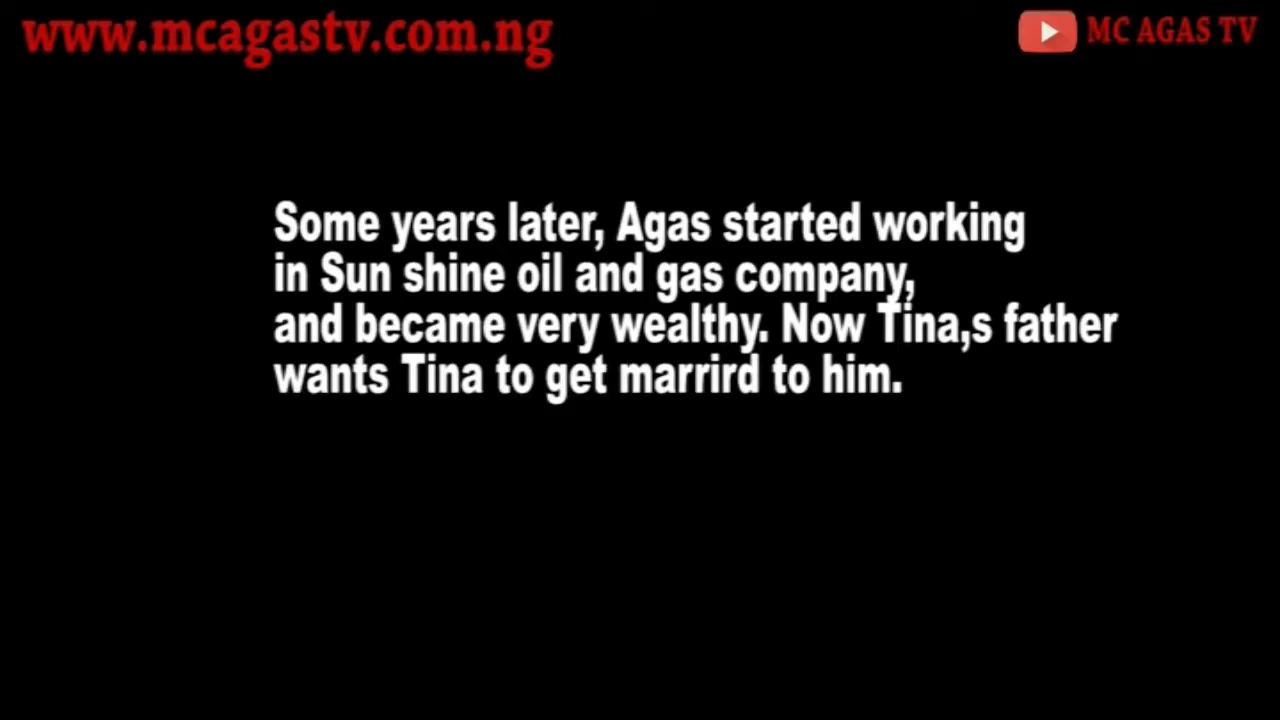 www.mcagastv.com.ng
MC AGAS TV
Some years later, Agas started working
in Sun shine oil and gas company,
and became very wealthy. Now Tina,s father
wants Tina to get marrird to him.